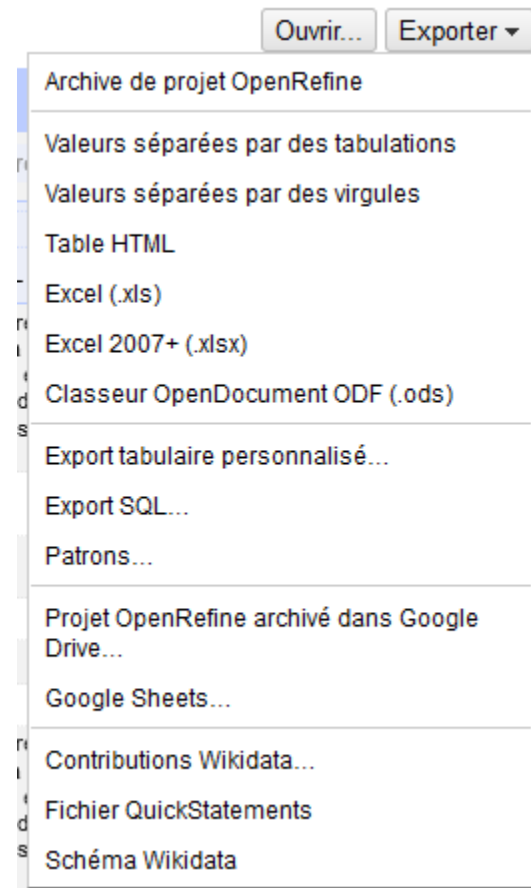 Ouvrir... Exporter
Archive de projet OpenRefine
Valeurs séparées par des tabulations
Valeurs séparées par des virgules
Table HTML
Excel (.xls)
Excel 2007+ (.xlsx)
Classeur OpenDocument ODF (.ods)
Export tabulaire personnalisé...
Export SQL...
Patrons...
Projet OpenRefine archivé dans Google
Drive...
Google Sheets...
Contributions Wikidata...
Fichier QuickStatements
Schéma Wikidata